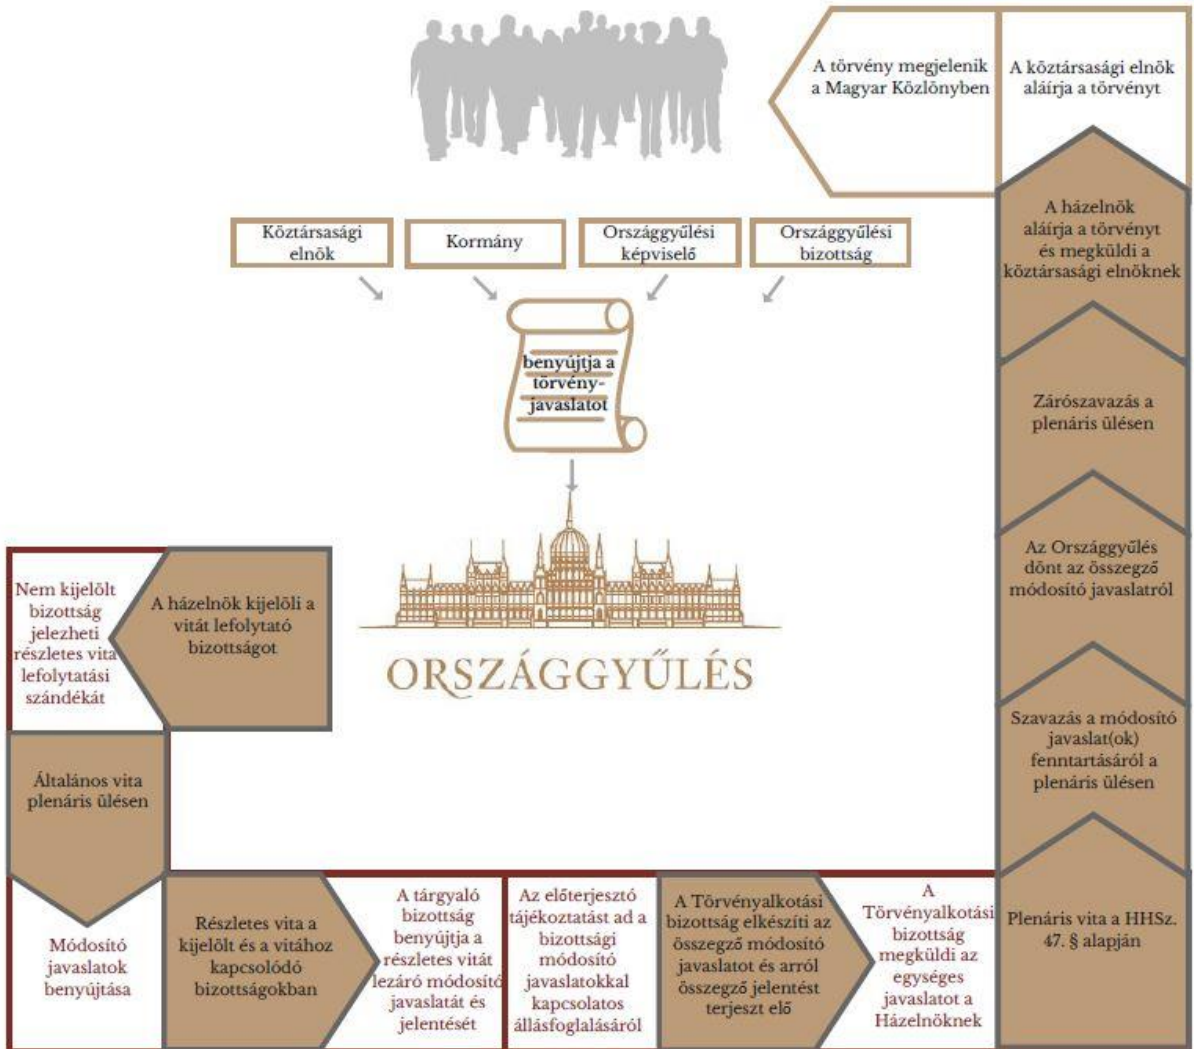 A törvény megjelenik
a Magyar Közlönyben
A köztársasági elnök
aláírja a törvényt
A házelnök
aláírja a törvényt
és megküldi a
köztársasági elnöknek
Köztársasági
elnök
Kormány
Országgyűlési
képviselő
Országgyűlési
bizottság
benyújtja a
törvény-
javaslatot
Zárószavazás a
plenáris ülésen
Az Országgyűlés
dönt az összegző
módosító javaslatról
ORSZÁGGYŰLÉS
Nem kijelölt
bizottság
jelezheti
részletes vita
lefolytatási
szándékát
A házelnök kijelöli a
vitát lefolytató
bizottságot
Szavazás a módosító
javaslat(ok)
fenntartásáról a
plenáris ülésen
Általános vita
plenáris ülésen
Módosító
javaslatok
benyújtása
Részletes vita a
kijelölt és a vitához
kapcsolódó
bizottságokban
A tárgyaló
bizottság
benyújtja a
részletes vitát
lezáró módosító
javaslatát és
jelentését
Az előterjesztő
tájékoztatást ad a
bizottsági
módosító
javaslatokkal
kapcsolatos
állásfoglalásáról
A Törvényalkotási
bizottság elkészíti az
összegző módosító
javaslatot és arról
összegző jelentést
terjeszt elő
A
Törvényalkotási
bizottság
megküldi az
egységes
javaslatot a
Házelnöknek
Plenáris vita a HHSz.
47. § alapján